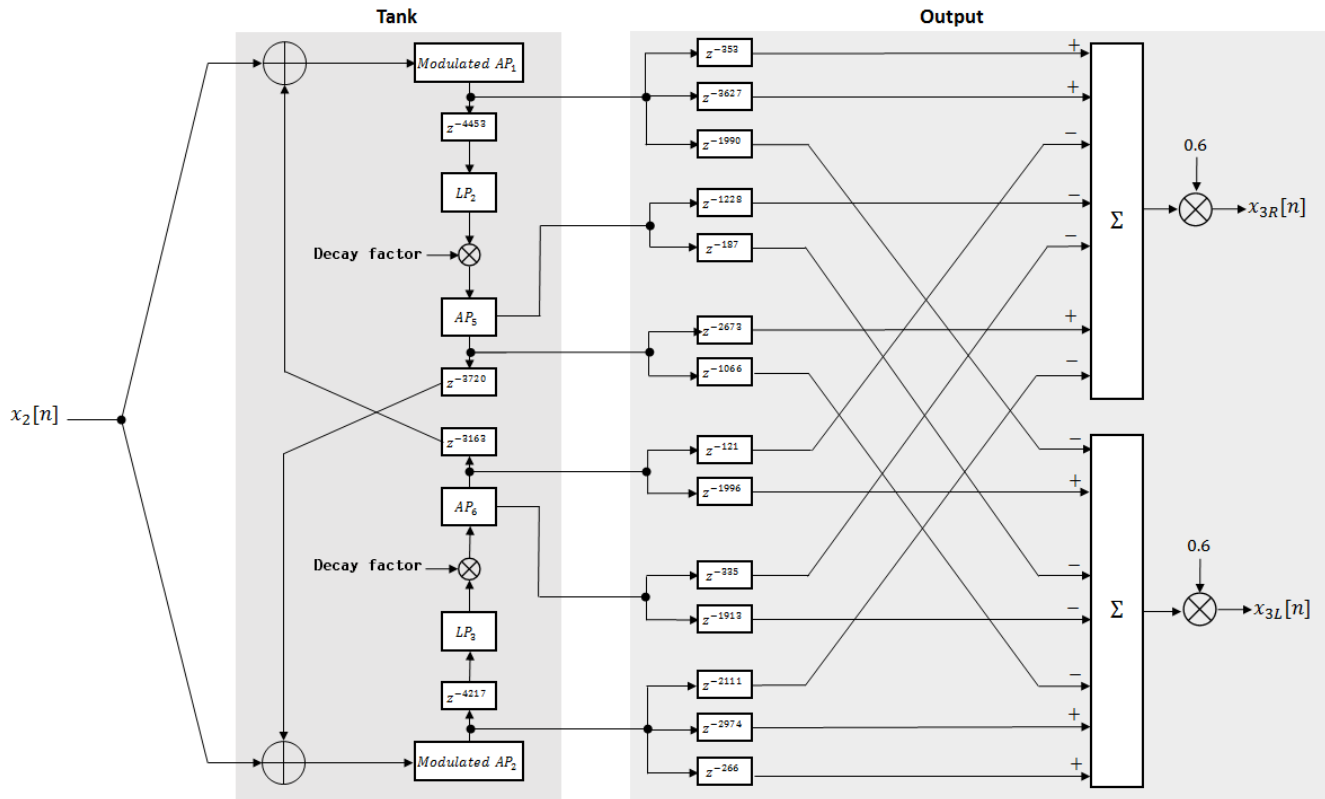 Tank
Output
Modulated AP₁
z⁻³⁵³
+
z⁻³⁶²⁷
+
z⁻⁴⁴⁵³
z⁻¹⁹⁹⁰
−
0.6
LP₂
z⁻¹²²⁸
−
Σ
x₃R[n]
z⁻¹⁸⁷
−
Decay factor
AP₅
z⁻²⁶⁷³
+
z⁻³⁷²⁰
z⁻¹⁰⁶⁶
−
x₂[n]
z⁻³¹⁶³
z⁻¹²¹
−
z⁻¹⁹⁹⁶
+
AP₆
0.6
Decay factor
z⁻³³⁵
−
z⁻¹⁹¹³
−
Σ
x₃L[n]
LP₃
z⁻⁴²¹⁷
z⁻²¹¹¹
−
z⁻²⁹⁷⁴
+
Modulated AP₂
z⁻²⁶⁶
+